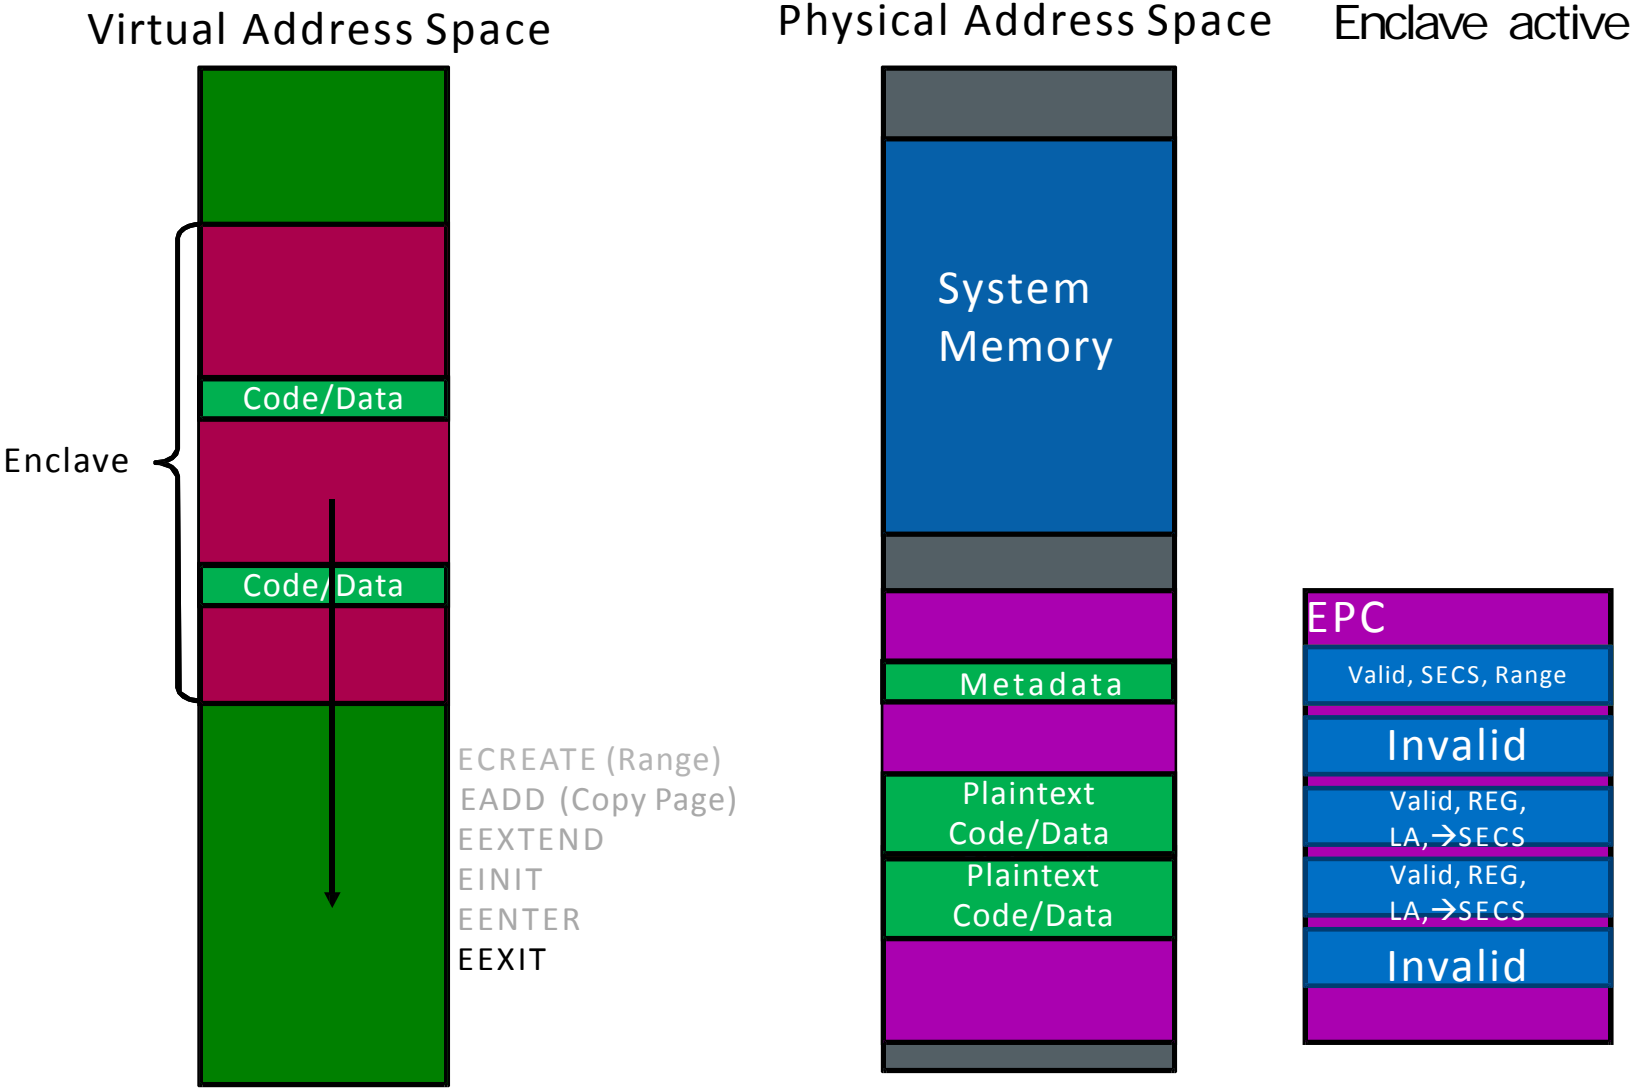 Virtual Address Space
Physical Address Space
Enclave active
System
Memory
Code/Data
Enclave
Code/Data
EPC
Metadata
Valid, SECS, Range
ECREATE (Range)
EADD (Copy Page)
EEXTEND
EINIT
EENTER
EEXIT
Plaintext
Code/Data
Plaintext
Code/Data
Invalid
Valid, REG,
LA,→SECS
Valid, REG,
LA,→SECS
Invalid